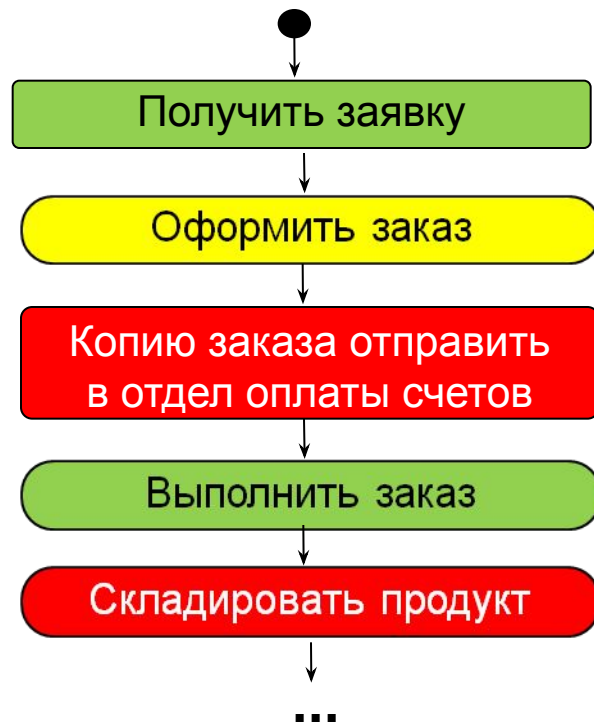 Получить заявку
Оформить заказ
Копию заказа отправить
в отдел оплаты счетов
Выполнить заказ
Складировать продукт
...